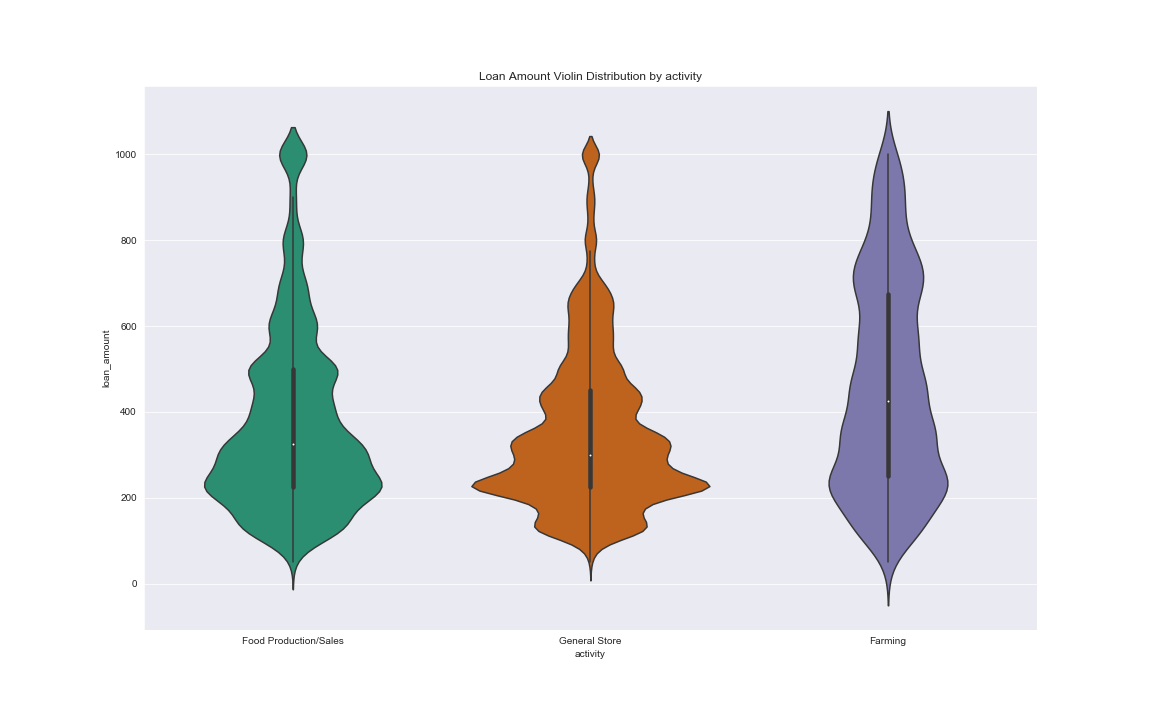 Loan Amount Violin Distribution by activity
1000
800
600
400
200
0
loan_amount
Food Production/Sales
General Store
Farming
activity